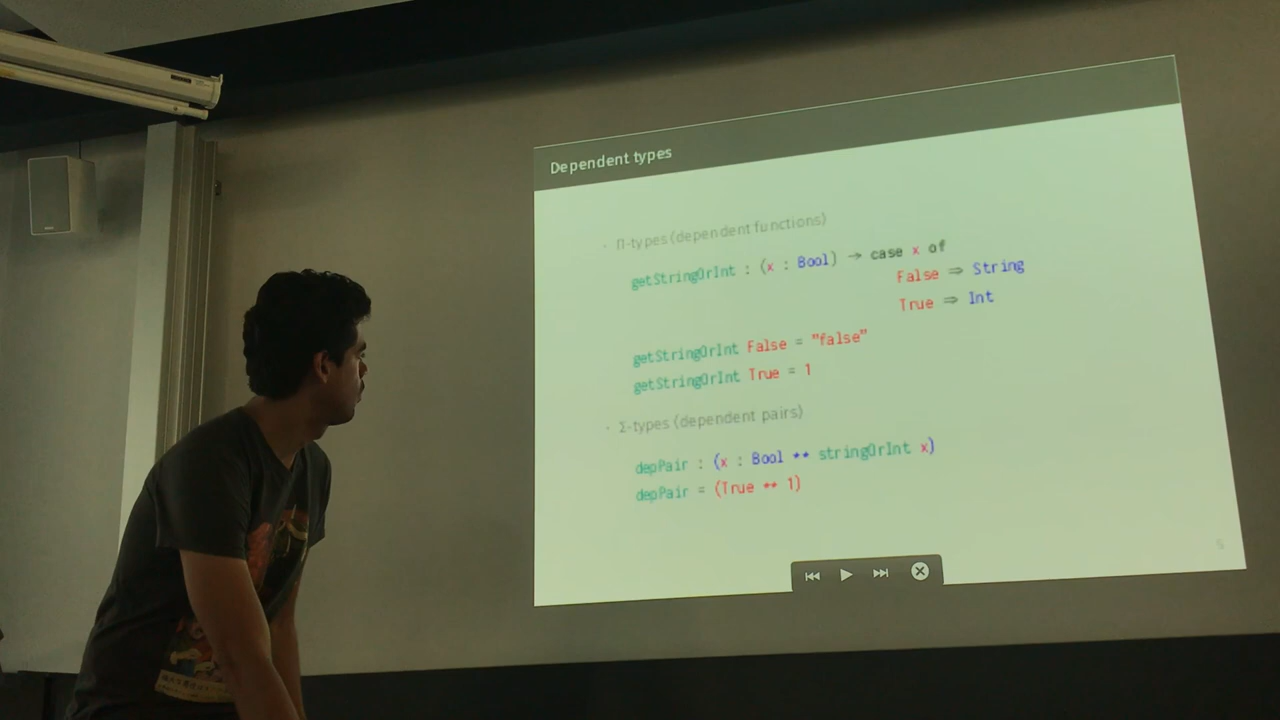 Dependent types
· Π-types (dependent functions)
getStringOrInt : (x : Bool) → case x of
False ⇒ String
True ⇒ Int
getStringOrInt False = "false"
getStringOrInt True = 1
· Σ-types (dependent pairs)
depPair : (x : Bool ** stringOrInt x)
depPair = (True ** 1)
5